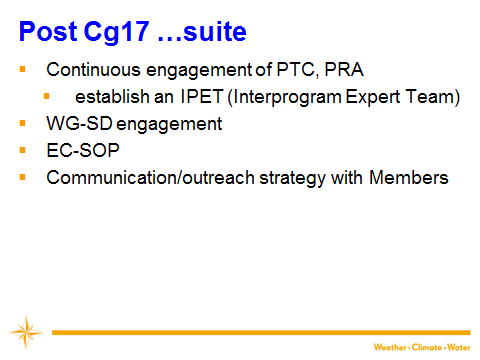 Post Cg17 …suite
Continuous engagement of PTC, PRA
establish an IPET (Interprogram Expert Team)
WG-SD engagement
EC-SOP
Communication/outreach strategy with Members
Weather • Climate • Water